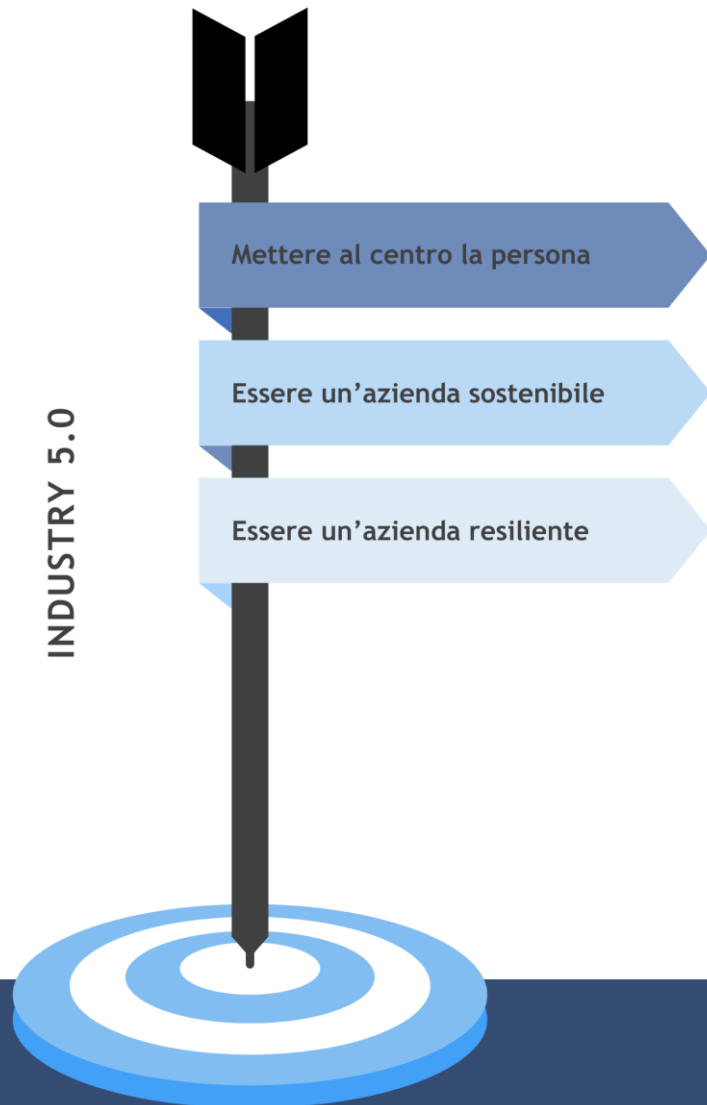 Mettere al centro la persona
Essere un’azienda sostenibile
Essere un’azienda resiliente
INDUSTRY 5.0